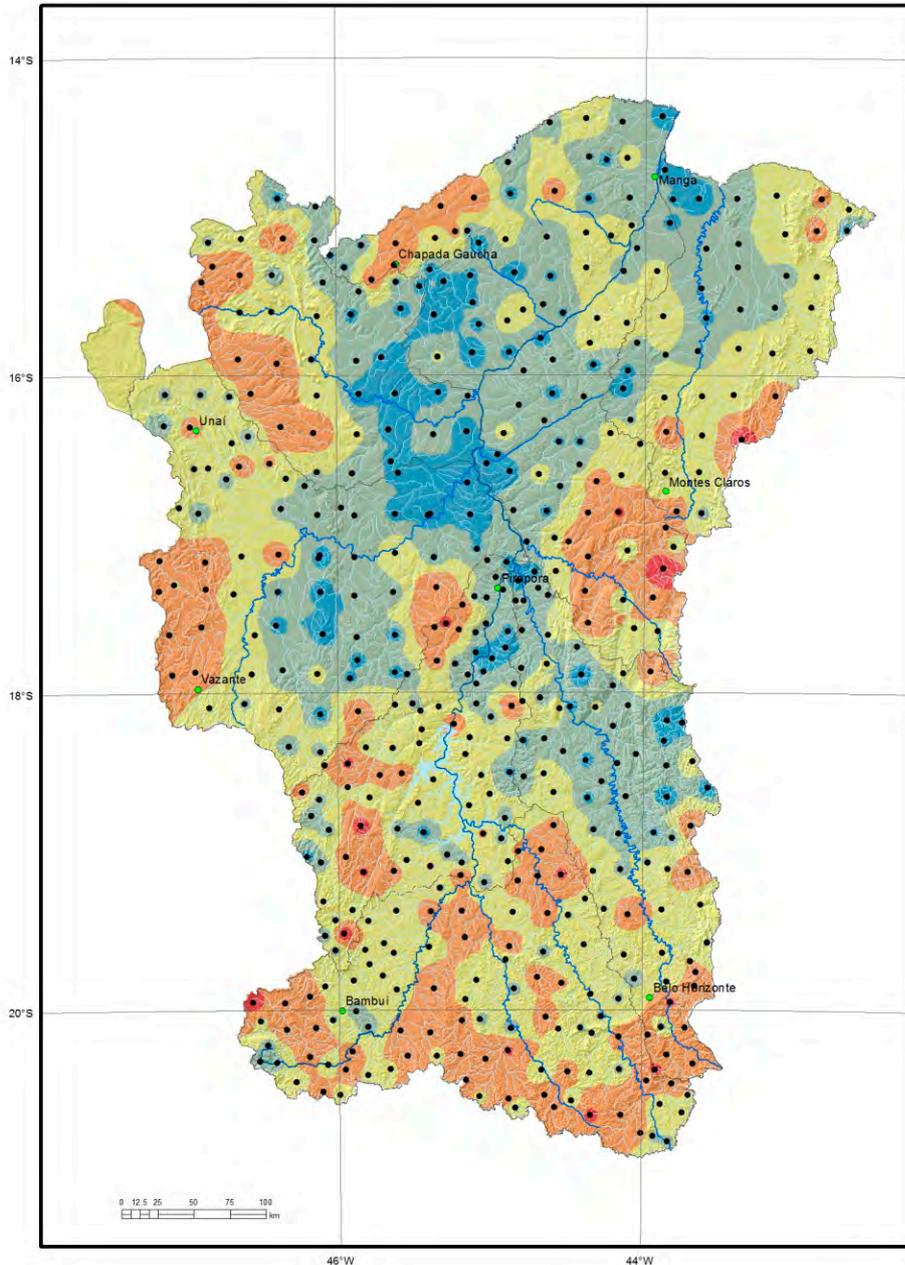 14°S
Manga
Chapada Gaúcha
16°S
Unaí
Montes Claros
Pirapora
Vazante
18°S
Belo Horizonte
Bambuí
20°S
0 12,5 25 50 75 100
km
46°W 44°W